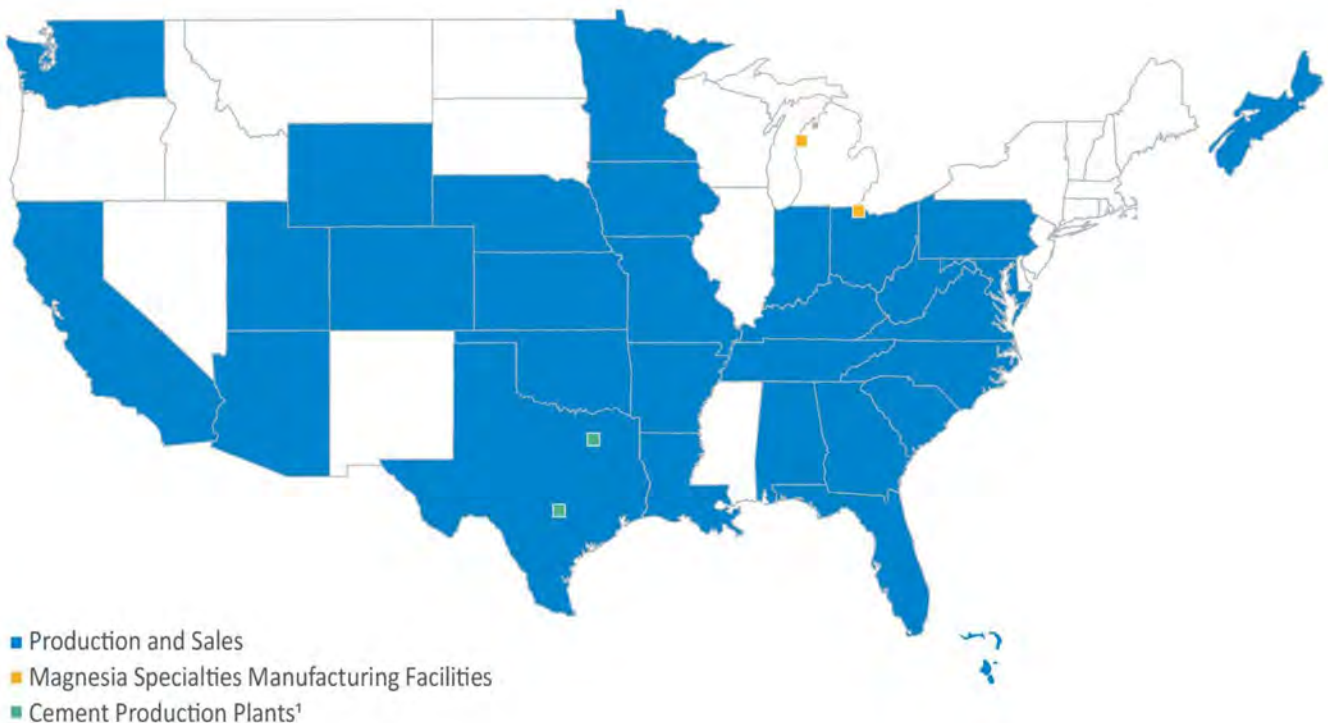 Production and Sales
Magnesia Specialties Manufacturing Facilities
Cement Production Plants¹